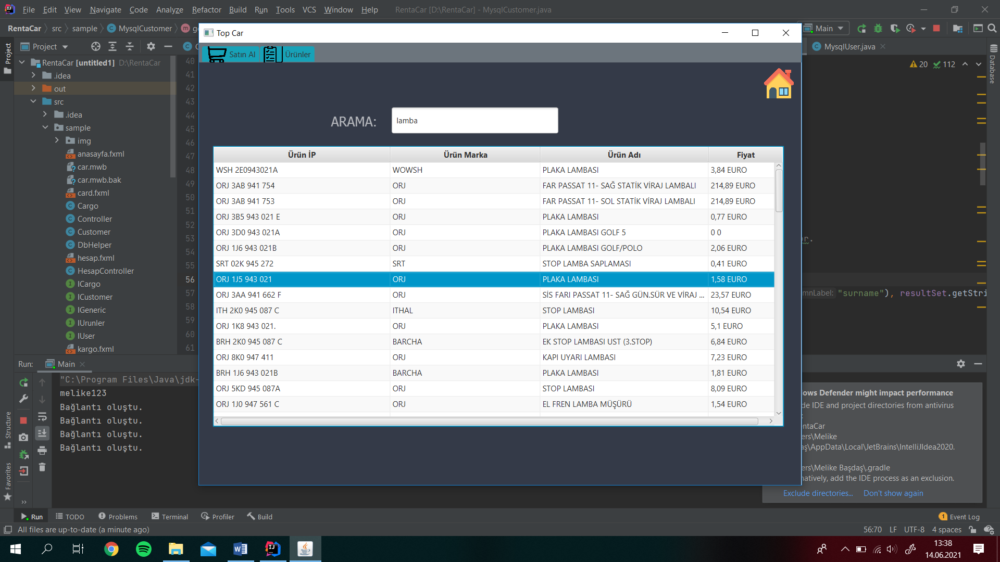 File Edit View Navigate Code Analyze Refactor Build Run Tools VCS Window Help RentaCar [D:\RentaCar] - MysqlCustomer.java
RentaCar src sample MysqlCustomer Main
Top Car
Project MysqlUser.java
Satın Al Ürünler
RentaCar [untitled1] D:\RentaCar
20 112
.idea
out
src
.idea
sample
img
anasayfa.fxml
car.mwb
car.mwb.bak
card.fxml
Cargo
Controller
Customer
DbHelper
hesap.fxml
HesapController
ICargo
ICustomer
IGeneric
IUrunler
IUser
kargo.fxml
40
41
42
43
44
45
46
47
48
49
50
51
52
53
54
55
56
57
58
59
60
61
ARAMA: lamba
Ürün İP Ürün Marka Ürün Adı Fiyat
WSH 2E0943021A WOWSH PLAKA LAMBASI 3,84 EURO
ORJ 3AB 941 754 ORJ FAR PASSAT 11- SAĞ STATİK VİRAJ LAMBALI 214,89 EURO
ORJ 3AB 941 753 ORJ FAR PASSAT 11- SOL STATİK VİRAJ LAMBALI 214,89 EURO
ORJ 3B5 943 021 E ORJ PLAKA LAMBASI 0,77 EURO
ORJ 3D0 943 021A ORJ PLAKA LAMBASI GOLF 5 0 0
ORJ 1J6 943 021B ORJ PLAKA LAMBASI GOLF/POLO 2,06 EURO
SRT 02K 945 272 SRT STOP LAMBA SAPLAMASI 0,41 EURO
ORJ 1J5 943 021 ORJ PLAKA LAMBASI 1,58 EURO
ORJ 3AA 941 662 F ORJ SİS FARI PASSAT 11- SAĞ GÜN.SÜR VE VİRAJ ... 23,57 EURO
ITH 2K0 945 087 C ITHAL STOP LAMBASI 10,54 EURO
ORJ 1K8 943 021. ORJ PLAKA LAMBASI 5,1 EURO
BRH 2K0 945 087 C BARCHA EK STOP LAMBASI UST (3.STOP) 6,84 EURO
ORJ 8K0 947 411 ORJ KAPI UYARI LAMBASI 7,23 EURO
BRH 1J6 943 021B BARCHA PLAKA LAMBASI 1,81 EURO
ORJ 5KD 945 087A ORJ STOP LAMBASI 8,09 EURO
ORJ 1J0 947 561 C ORJ EL FREN LAMBA MÜŞÜRÜ 1,54 EURO
mnLabel: "surname"), resultSet.getStri
Project
Structure
Favorites
Database
Run: Main
"C:\Program Files\Java\jdk-
melike123
Bağlantı oluştu.
Bağlantı oluştu.
Bağlantı oluştu.
Bağlantı oluştu.
ows Defender might impact performance
de IDE and project directories from antivirus
:
entaCar
ers\Melike
aş\AppData\Local\JetBrains\IntelliJIdea2020.
ers\Melike Başdaş\.gradle
natively, add the IDE process as an exclusion.
Exclude directories... Don't show again
Run TODO Problems Terminal Profiler Build 1 Event Log
All files are up-to-date (a minute ago) 56:70 LF UTF-8 4 spaces
13:38
14.06.2021